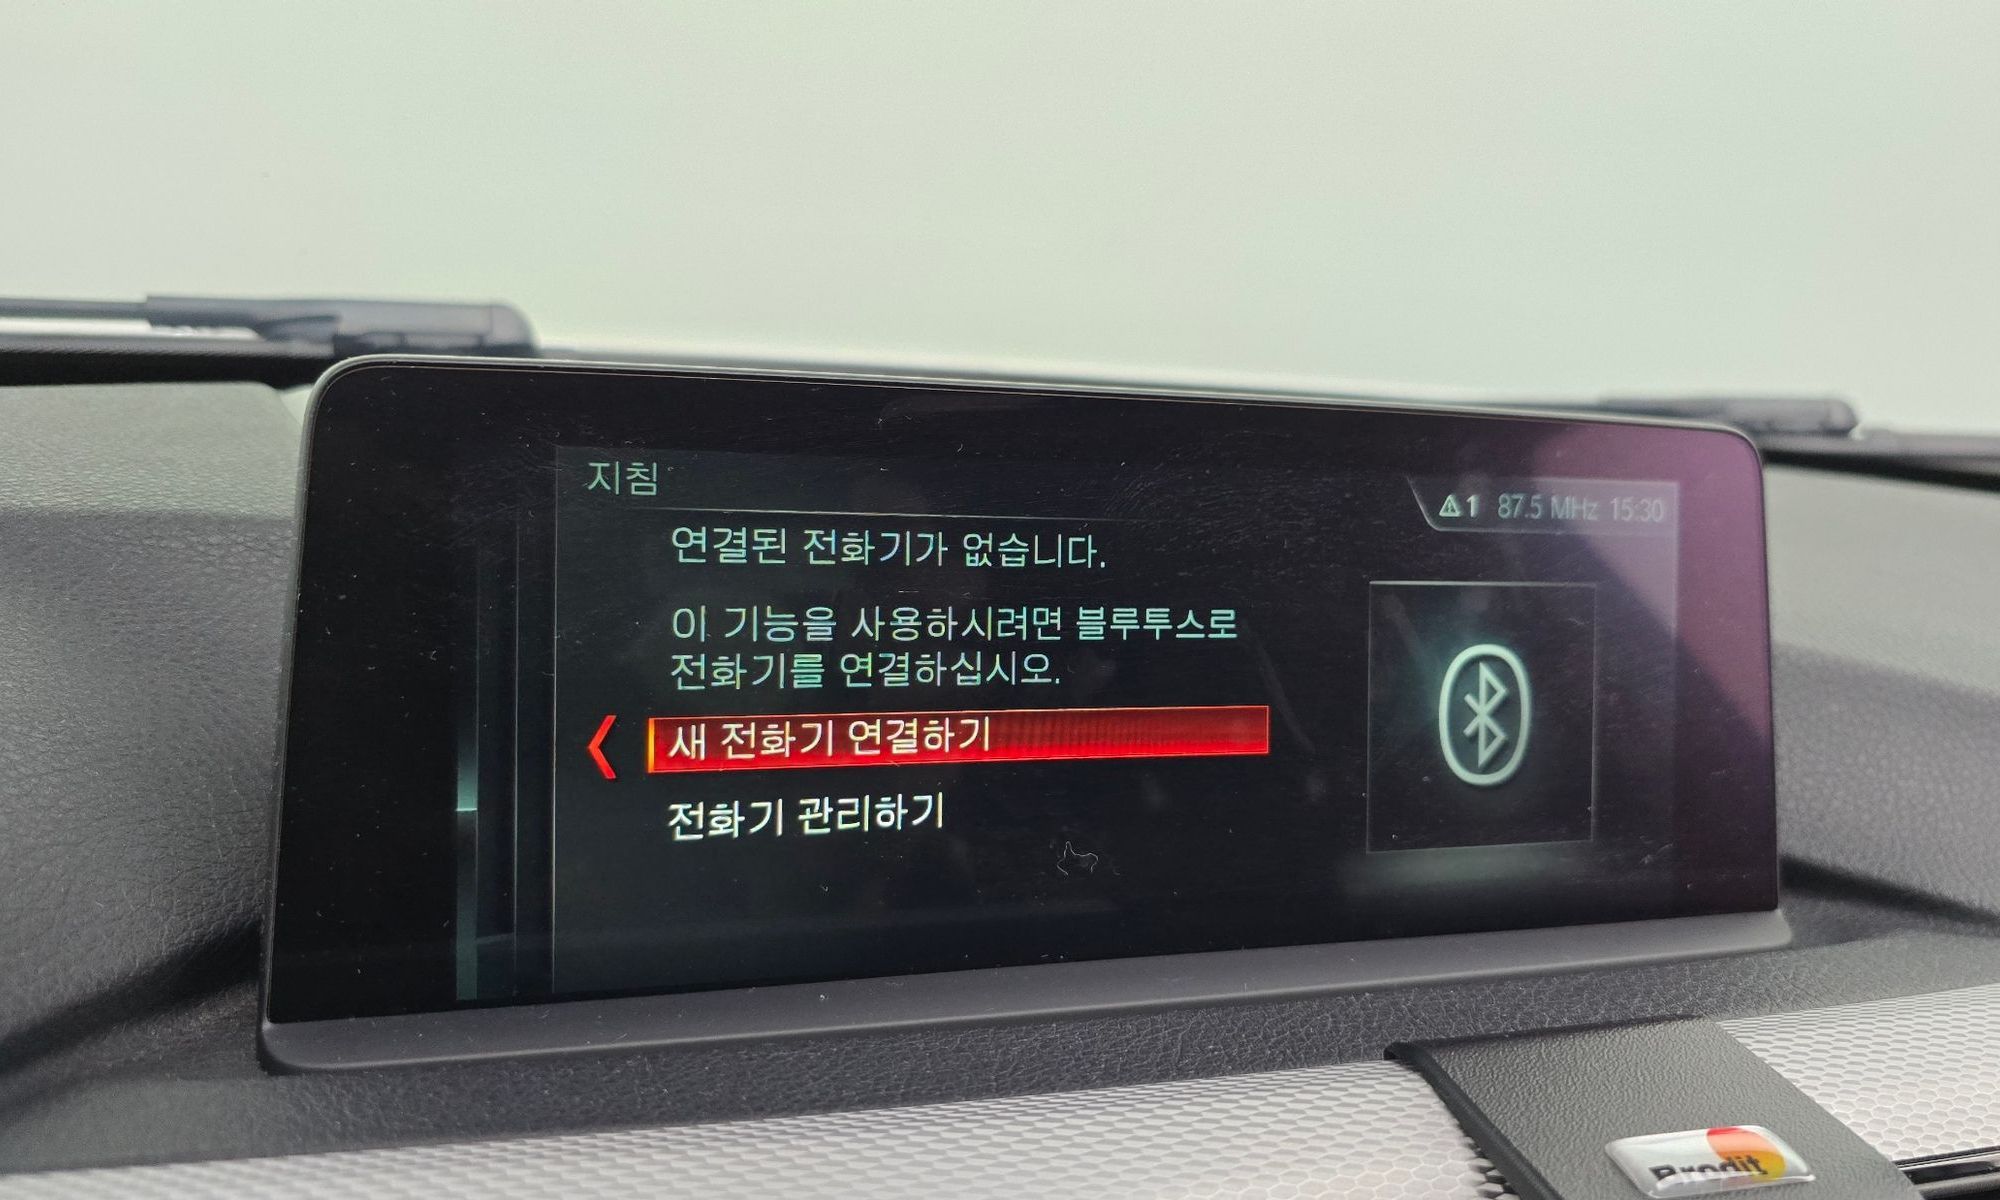 지침
1 87.5 MHz 15:30
연결된 전화기가 없습니다.
이 기능을 사용하시려면 블루투스로
전화기를 연결하십시오.
새 전화기 연결하기
전화기 관리하기
Brodit